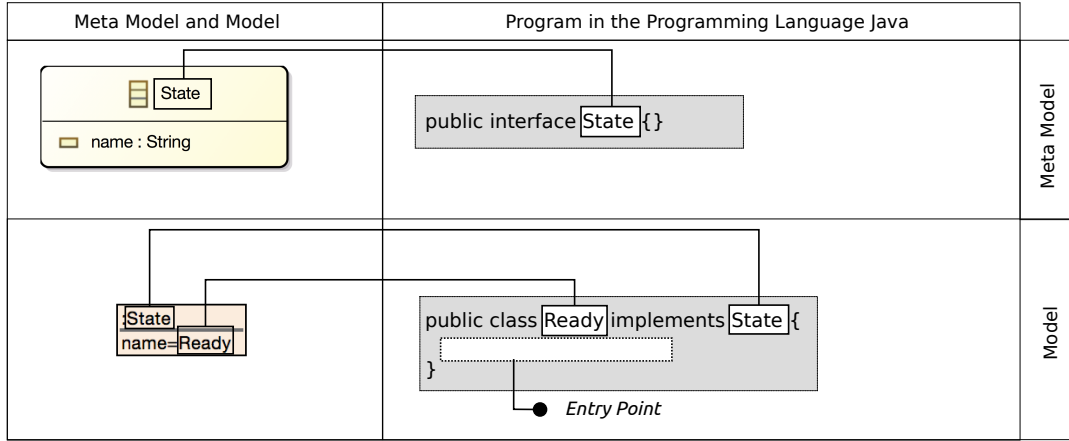 Meta Model and Model
Program in the Programming Language Java
State
name : String
public interface State {}
Meta Model
:State
name=Ready
public class Ready implements State {
}
Entry Point
Model